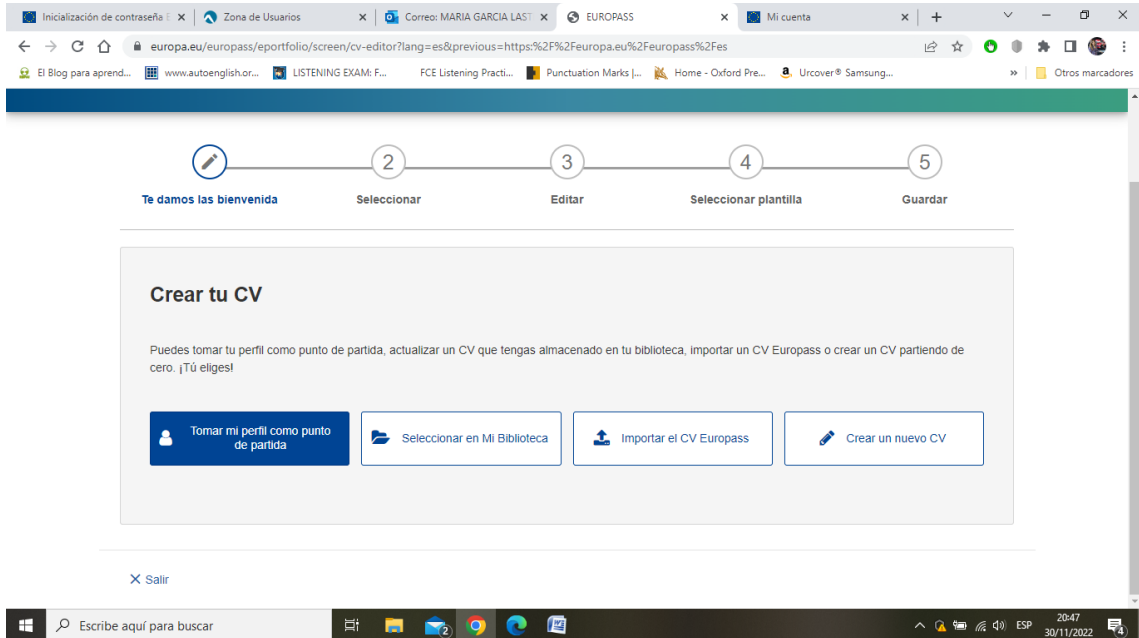 Inicialización de contraseña E
Zona de Usuarios
Correo: MARIA GARCIA LAST
EUROPASS
Mi cuenta
europa.eu/europass/eportfolio/screen/cv-editor?lang=es&previous=https:%2F%2Feuropa.eu%2Feuropass%2Fes
El Blog para aprend...
www.autoenglish.or...
LISTENING EXAM: F...
FCE Listening Practi...
Punctuation Marks |...
Home - Oxford Pre...
Urcover® Samsung...
»
Otros marcadores
2
3
4
5
Te damos las bienvenida
Seleccionar
Editar
Seleccionar plantilla
Guardar
Crear tu CV
Puedes tomar tu perfil como punto de partida, actualizar un CV que tengas almacenado en tu biblioteca, importar un CV Europass o crear un CV partiendo de
cero. ¡Tú eliges!
Tomar mi perfil como punto
de partida
Seleccionar en Mi Biblioteca
Importar el CV Europass
Crear un nuevo CV
Salir
Escribe aquí para buscar
2
ESP
20:47
30/11/2022
4